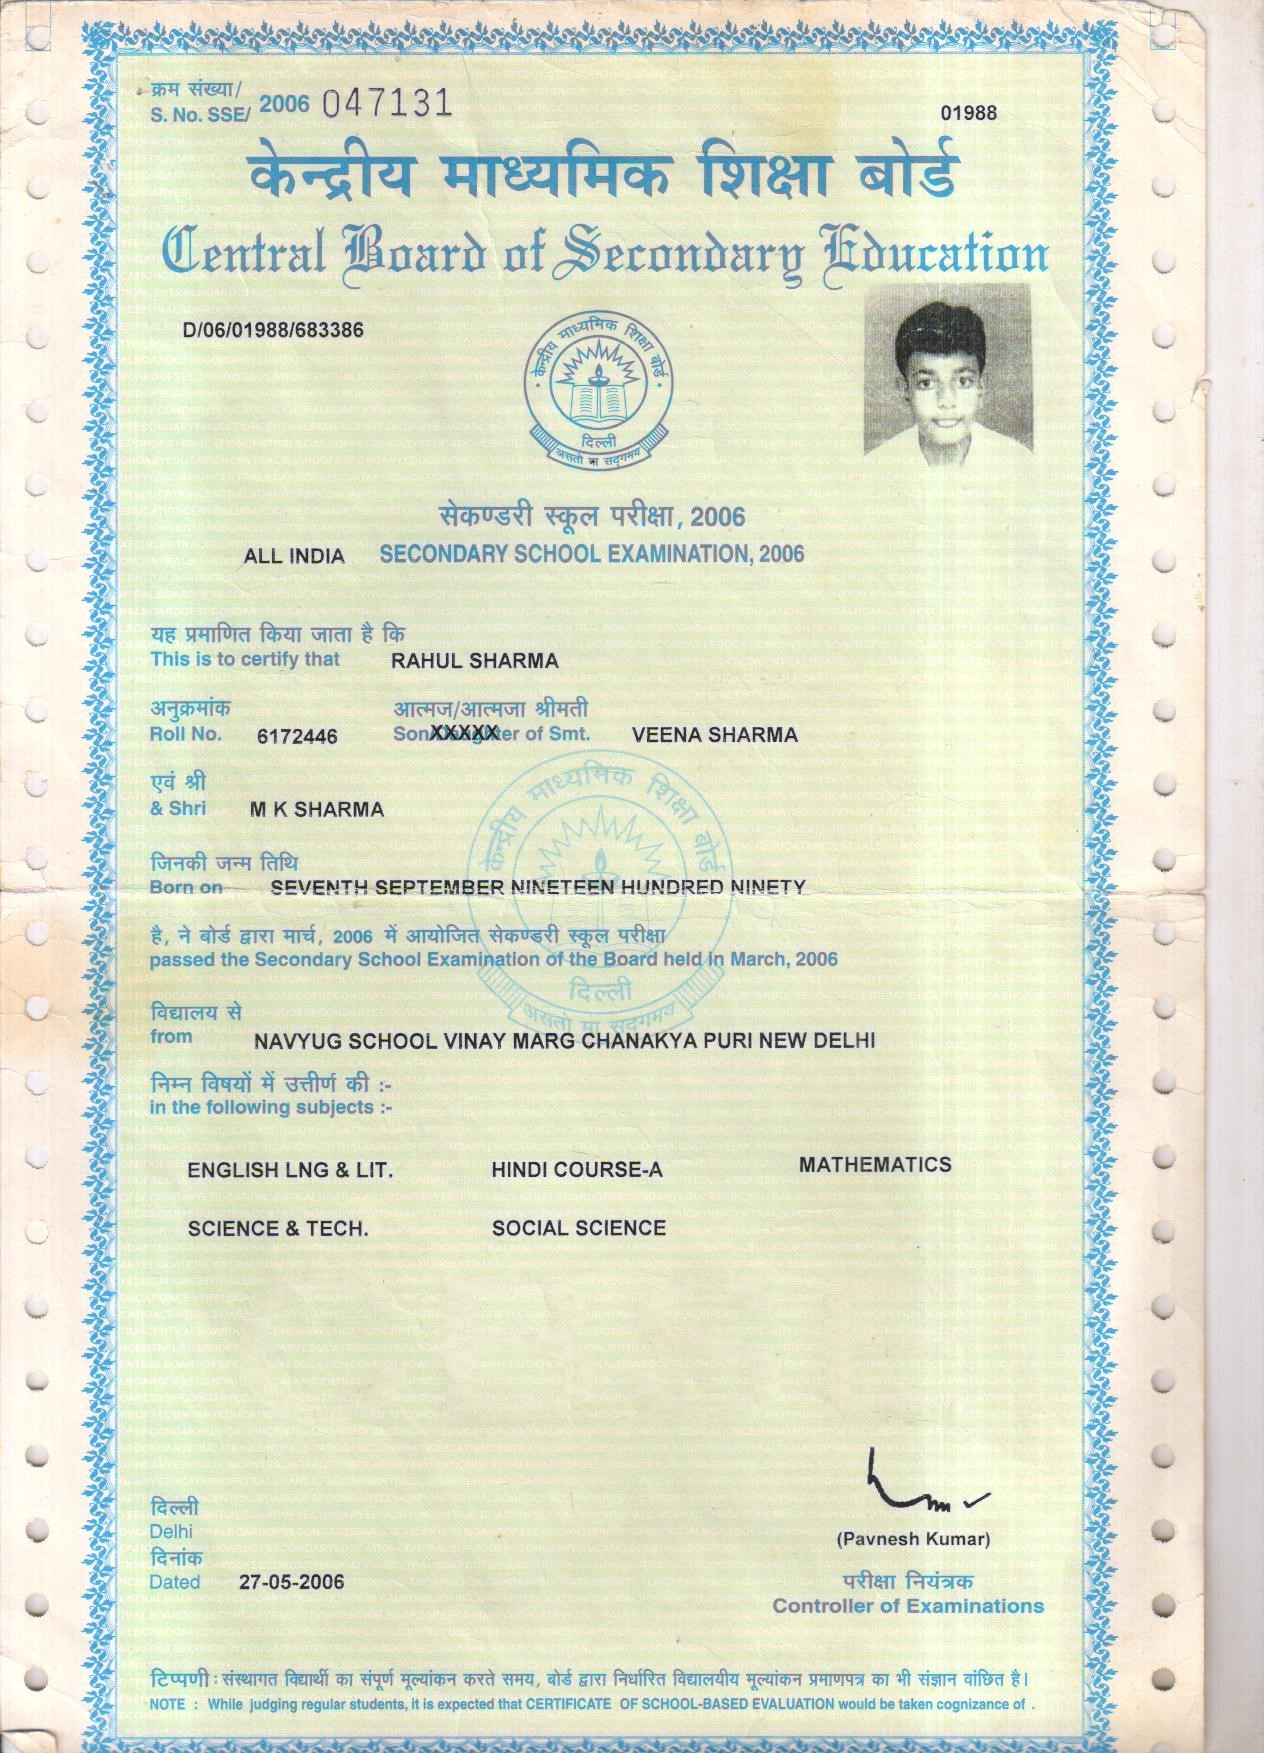 क्रम संख्या/
S. No. SSE/ 2006 047131
01988
केन्द्रीय माध्यमिक शिक्षा बोर्ड
Central Board of Secondary Education
D/06/01988/683386
केन्द्रीय माध्यमिक शिक्षा बोर्ड
दिल्ली
असतो मा सद्गमय
सेकण्डरी स्कूल परीक्षा, 2006
ALL INDIA SECONDARY SCHOOL EXAMINATION, 2006
यह प्रमाणित किया जाता है कि
This is to certify that RAHUL SHARMA
अनुक्रमांक आत्मज/आत्मजा श्रीमती
Roll No. 6172446 Son/XXXXXter of Smt. VEENA SHARMA
एवं श्री
& Shri M K SHARMA
जिनकी जन्म तिथि
Born on SEVENTH SEPTEMBER NINETEEN HUNDRED NINETY
है, ने बोर्ड द्वारा मार्च, 2006 में आयोजित सेकण्डरी स्कूल परीक्षा
passed the Secondary School Examination of the Board held in March, 2006
केन्द्रीय माध्यमिक शिक्षा बोर्ड
दिल्ली
असतो मा सद्गमय
विद्यालय से
from NAVYUG SCHOOL VINAY MARG CHANAKYA PURI NEW DELHI
निम्न विषयों में उत्तीर्ण की :-
in the following subjects :-
ENGLISH LNG & LIT. HINDI COURSE-A MATHEMATICS
SCIENCE & TECH. SOCIAL SCIENCE
दिल्ली
Delhi
(Pavnesh Kumar)
दिनांक
Dated 27-05-2006
परीक्षा नियंत्रक
Controller of Examinations
टिप्पणी : संस्थागत विद्यार्थी का संपूर्ण मूल्यांकन करते समय, बोर्ड द्वारा निर्धारित विद्यालयीय मूल्यांकन प्रमाणपत्र का भी संज्ञान वांछित है।
NOTE : While judging regular students, it is expected that CERTIFICATE OF SCHOOL-BASED EVALUATION would be taken cognizance of .